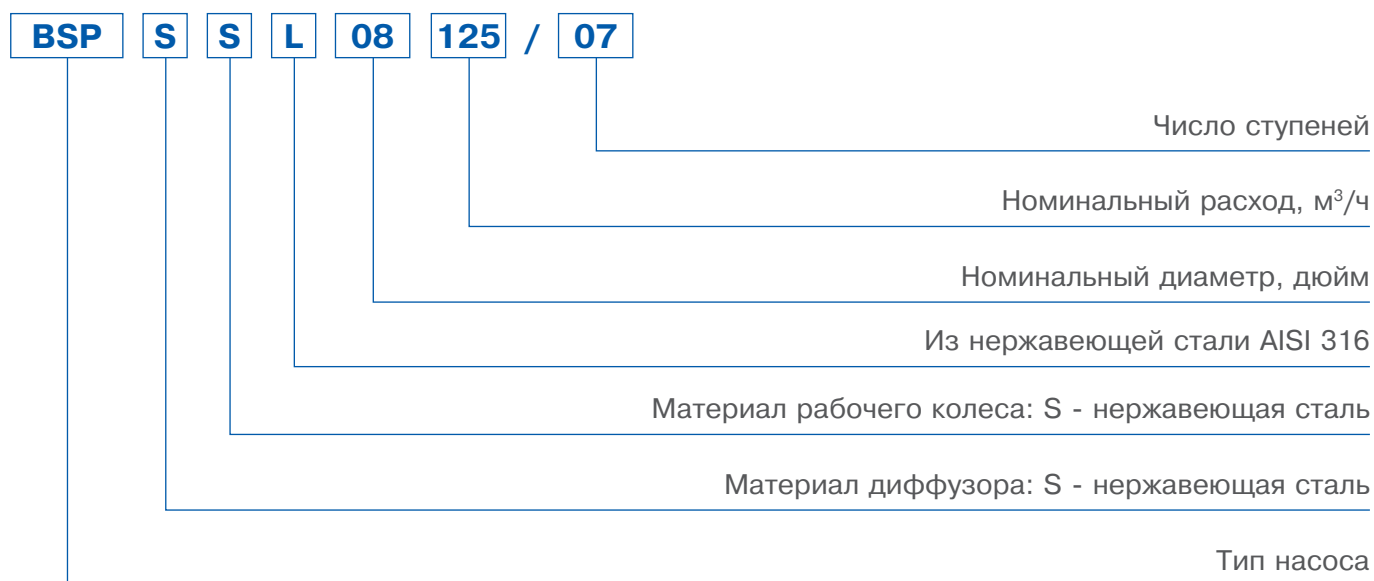 BSP S S L 08 125 / 07
Число ступеней
Номинальный расход, м³/ч
Номинальный диаметр, дюйм
Из нержавеющей стали AISI 316
Материал рабочего колеса: S - нержавеющая сталь
Материал диффузора: S - нержавеющая сталь
Тип насоса